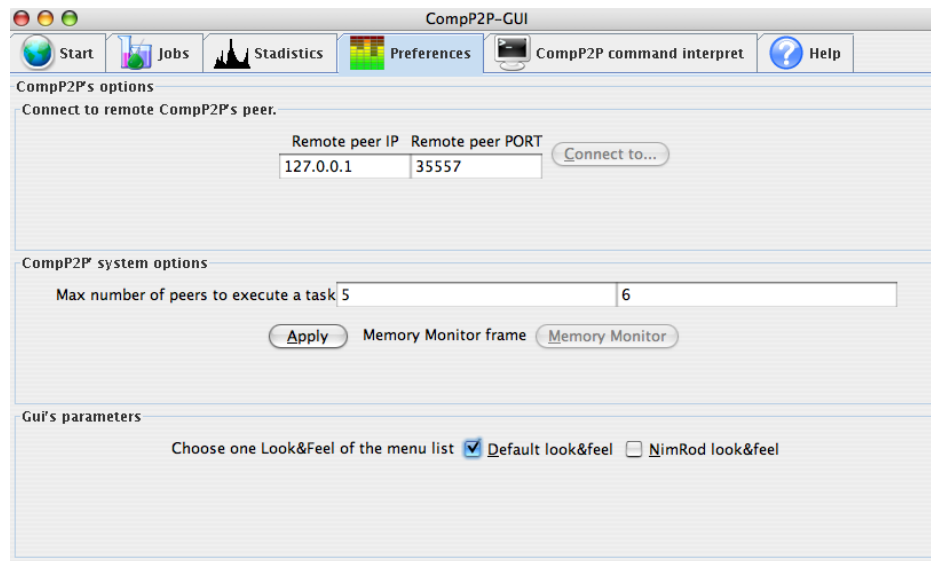 CompP2P-GUI
Start Jobs Stadistics Preferences CompP2P command interpret Help
CompP2P's options
Connect to remote CompP2P's peer.
Remote peer IP Remote peer PORT
127.0.0.1 35557 Connect to...
CompP2P' system options
Max number of peers to execute a task 5 6
Apply Memory Monitor frame Memory Monitor
Gui's parameters
Choose one Look&Feel of the menu list Default look&feel NimRod look&feel